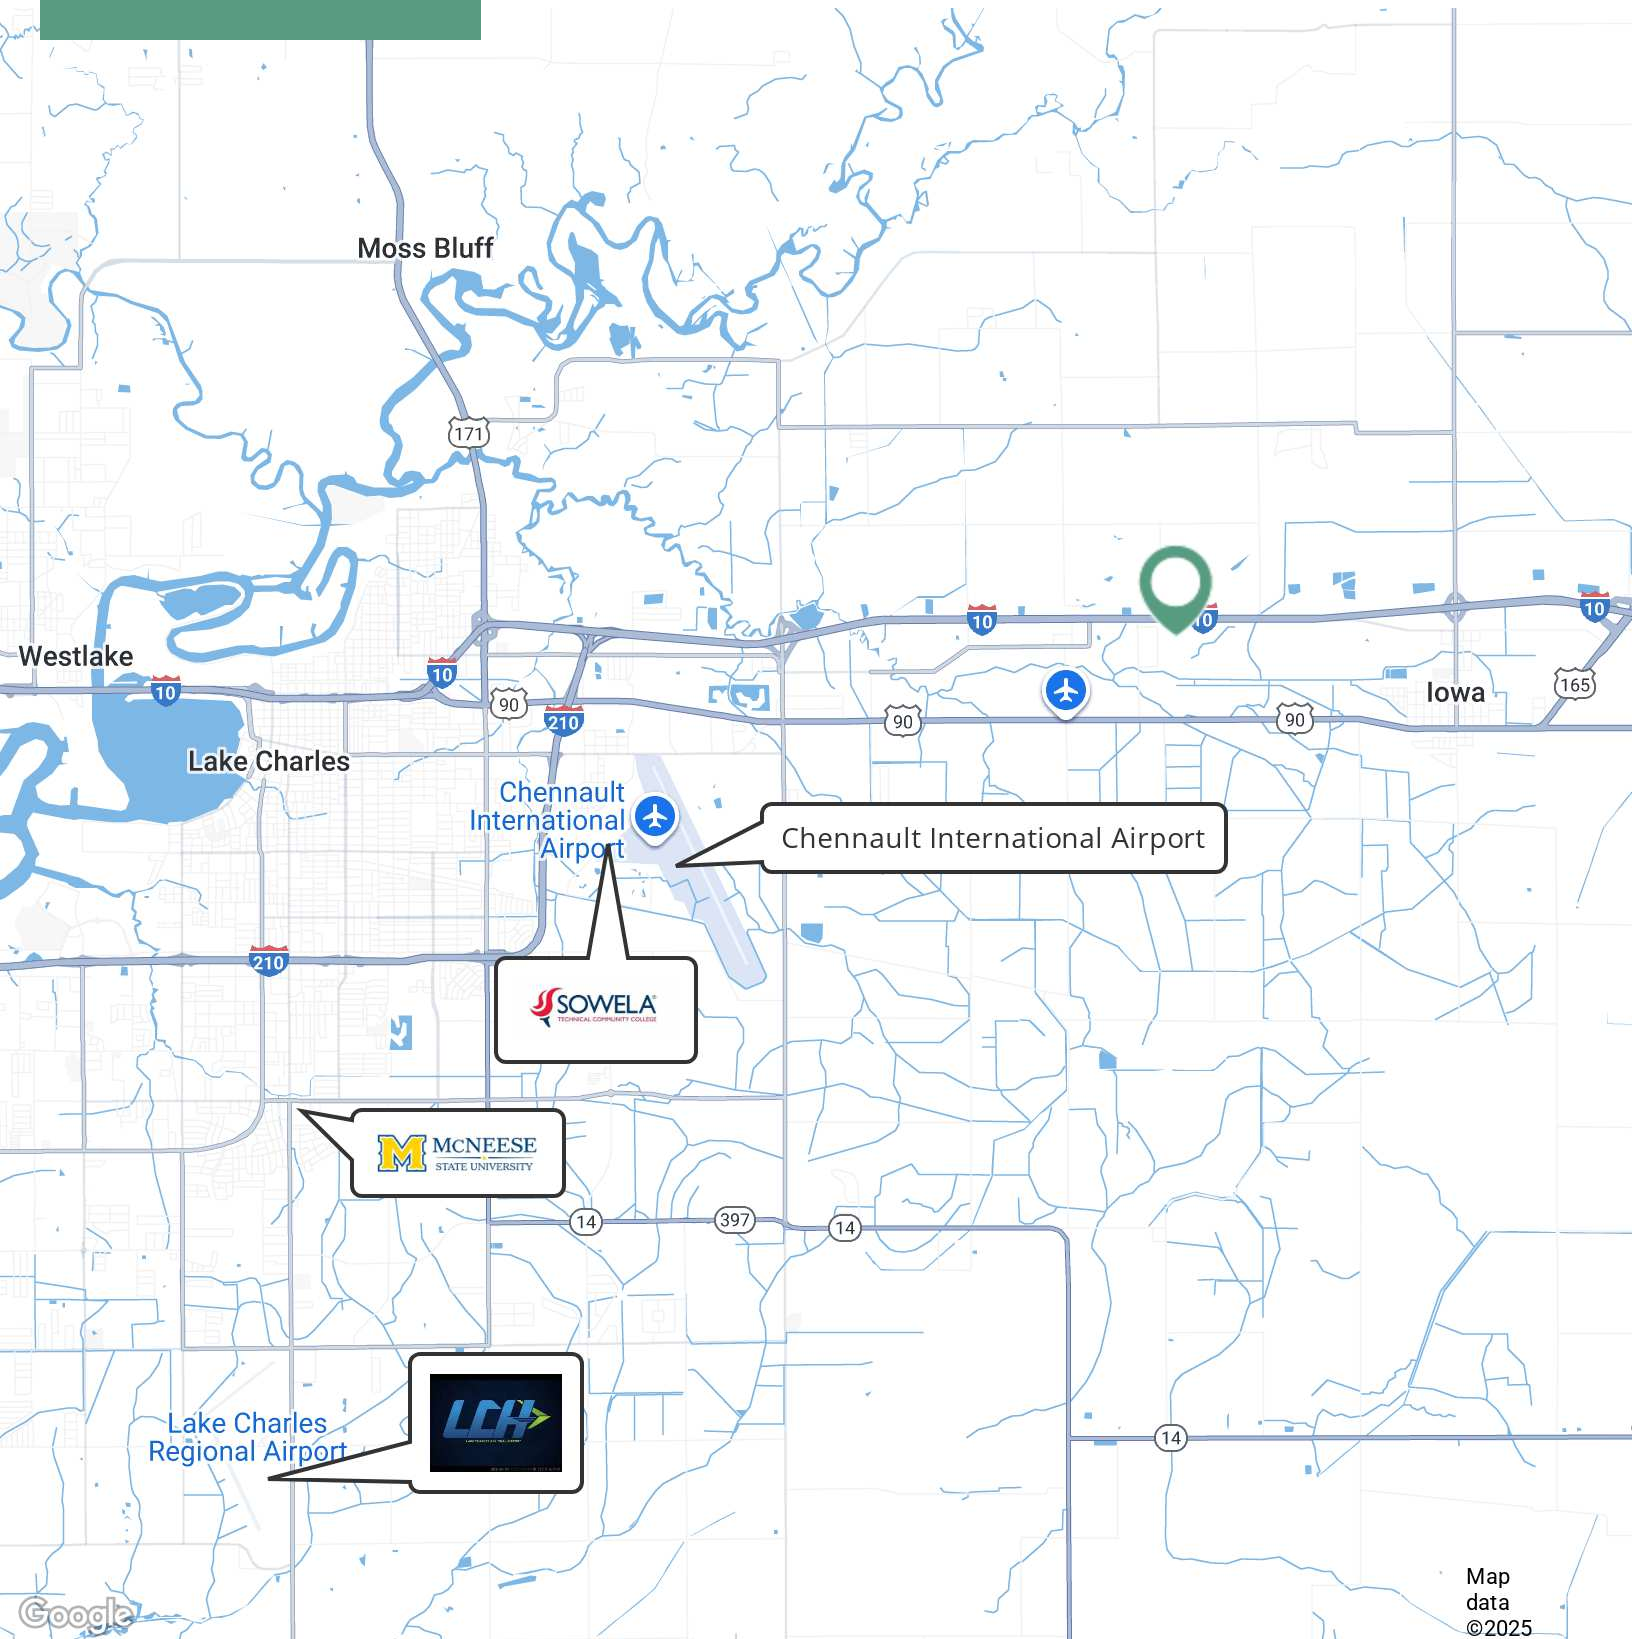 Moss Bluff
171
10
10
10
Westlake
10
10
90
210
90
90
Iowa
165
Lake Charles
Chennault
International
Airport
Chennault International Airport
210
SOWELA
TECHNICAL COMMUNITY COLLEGE
MCNEESE
STATE UNIVERSITY
14
397
14
LCH
Lake Charles
Regional Airport
14
Google
Map
data
©2025